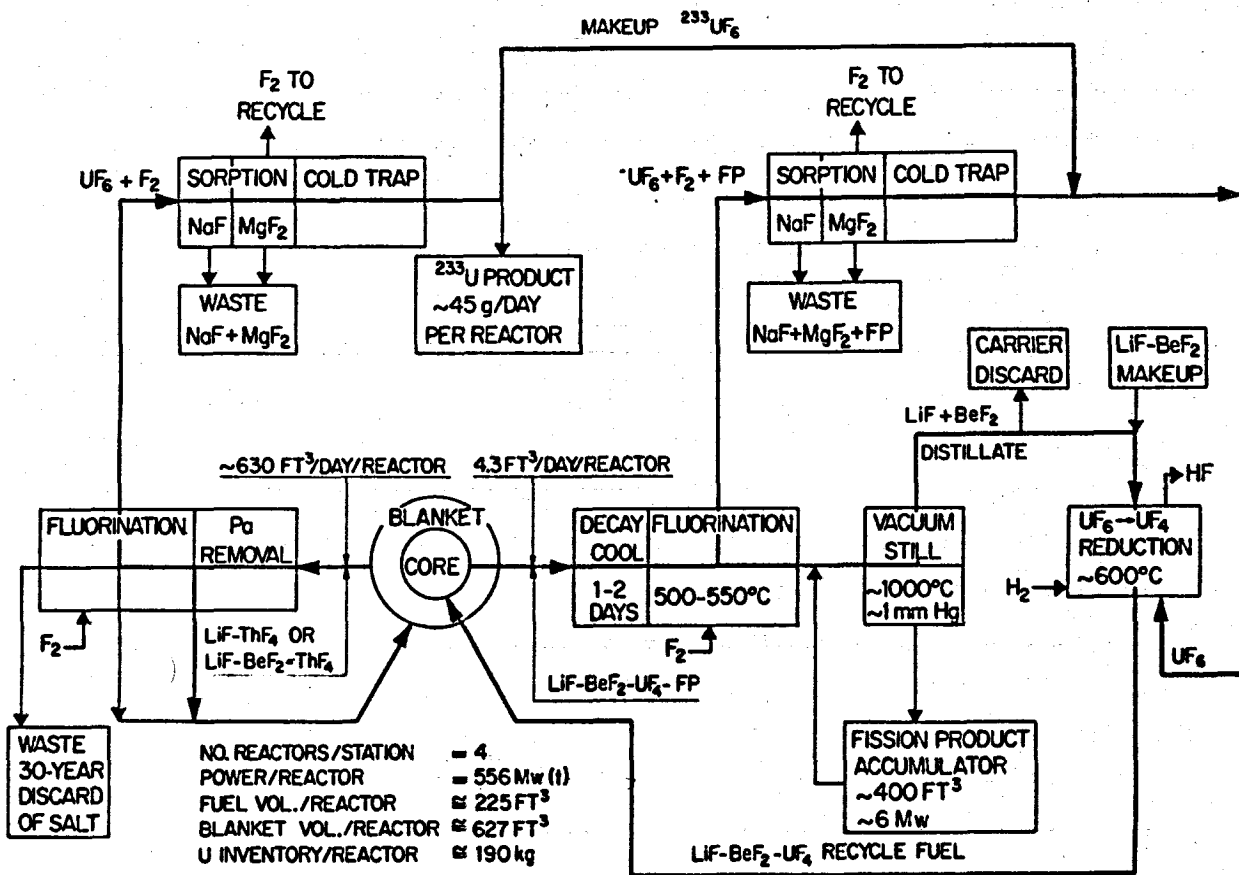 MAKEUP ²³³UF₆
F₂ TO
RECYCLE
F₂ TO
RECYCLE
UF₆ + F₂
SORPTION
COLD TRAP
NaF
MgF₂
UF₆+F₂+FP
SORPTION
COLD TRAP
NaF
MgF₂
WASTE
NaF+MgF₂
²³³U PRODUCT
~45 g/DAY
PER REACTOR
WASTE
NaF+MgF₂+FP
CARRIER
DISCARD
LiF-BeF₂
MAKEUP
LiF+BeF₂
DISTILLATE
~630 FT³/DAY/REACTOR
4.3 FT³/DAY/REACTOR
FLUORINATION
Pa
REMOVAL
BLANKET
CORE
DECAY
COOL
1-2
DAYS
FLUORINATION
500-550°C
VACUUM
STILL
~1000°C
~1 mm Hg
HF
UF₆→UF₄
REDUCTION
~600°C
H₂
F₂
LiF-ThF₄ OR
LiF-BeF₂-ThF₄
F₂
LiF-BeF₂-UF₄-FP
UF₆
WASTE
30-YEAR
DISCARD
OF SALT
NO. REACTORS/STATION = 4
POWER/REACTOR = 556 Mw (t)
FUEL VOL./REACTOR ≅ 225 FT³
BLANKET VOL./REACTOR ≅ 627 FT³
U INVENTORY/REACTOR ≅ 190 kg
FISSION PRODUCT
ACCUMULATOR
~400 FT³
~6 Mw
LiF-BeF₂-UF₄ RECYCLE FUEL